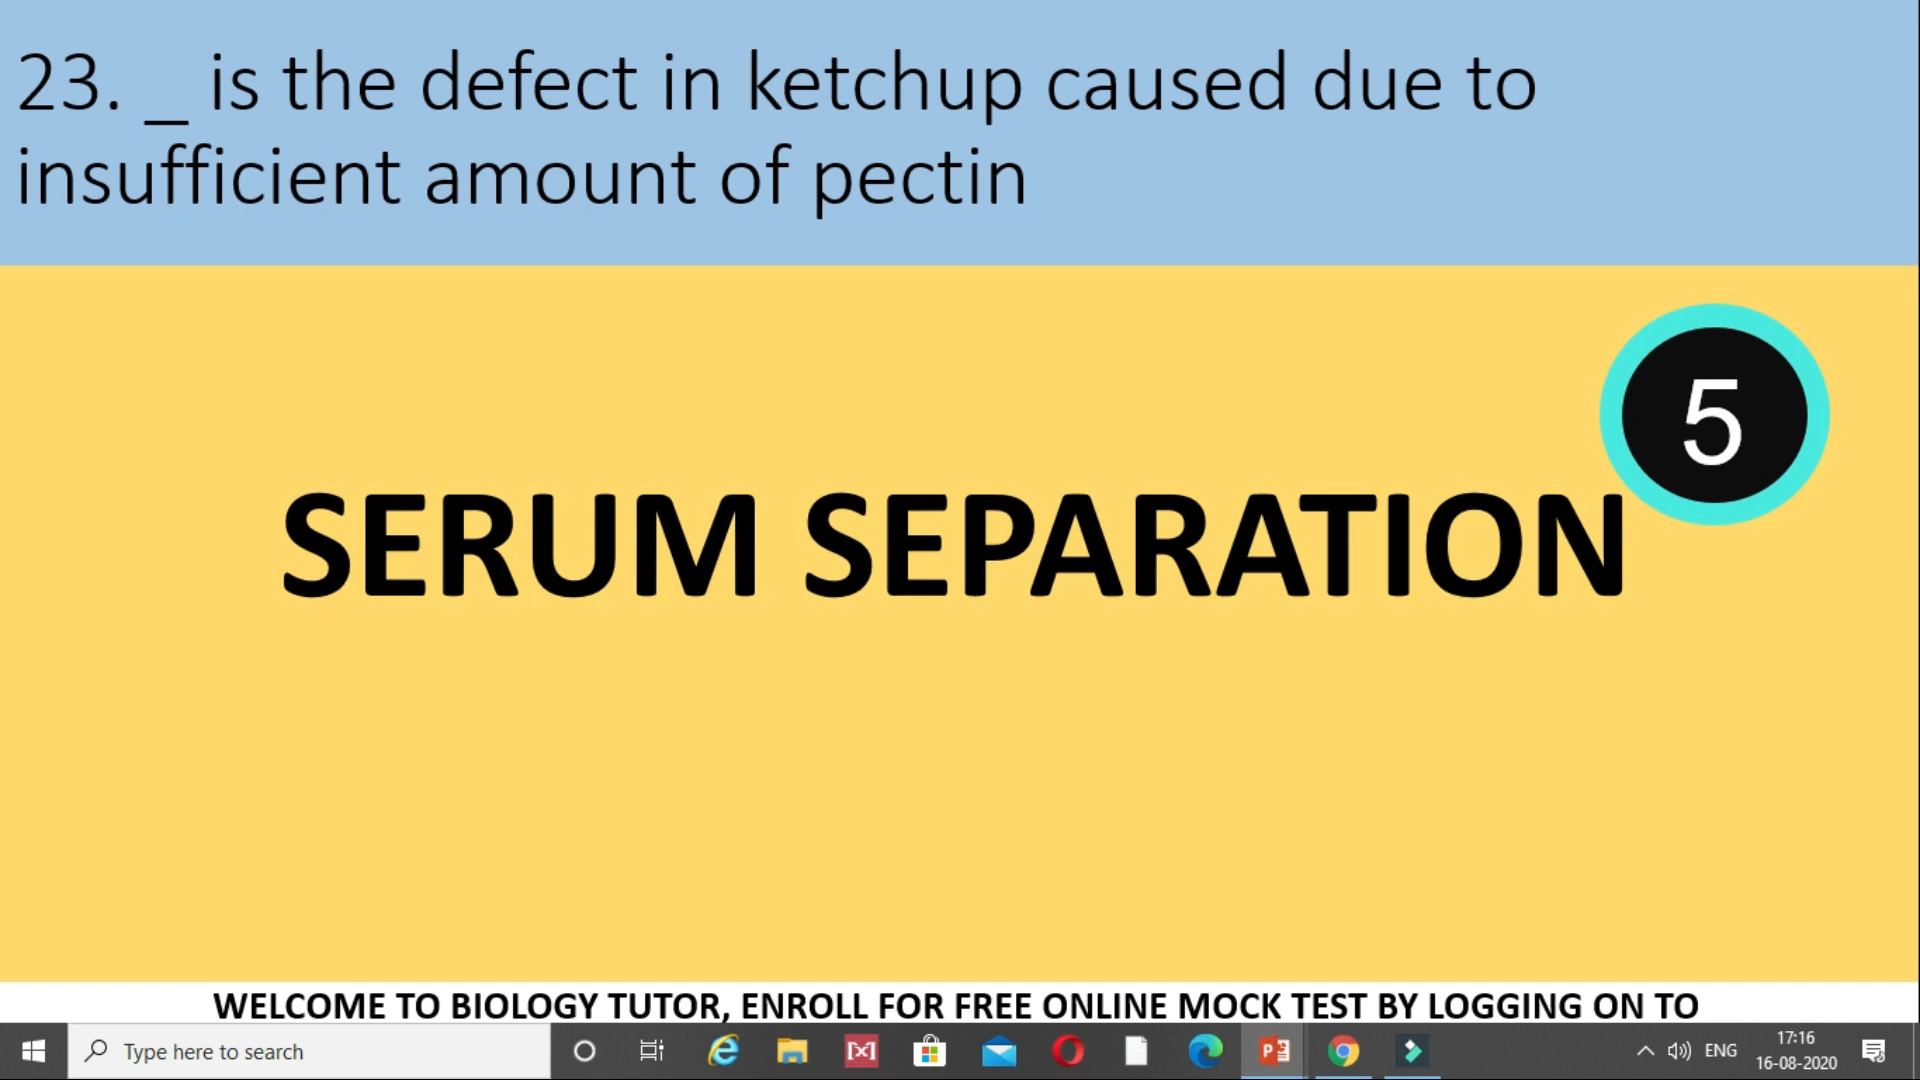 23. _ is the defect in ketchup caused due to
insufficient amount of pectin
5
SERUM SEPARATION
WELCOME TO BIOLOGY TUTOR, ENROLL FOR FREE ONLINE MOCK TEST BY LOGGING ON TO
Type here to search
ENG
17:16
16-08-2020